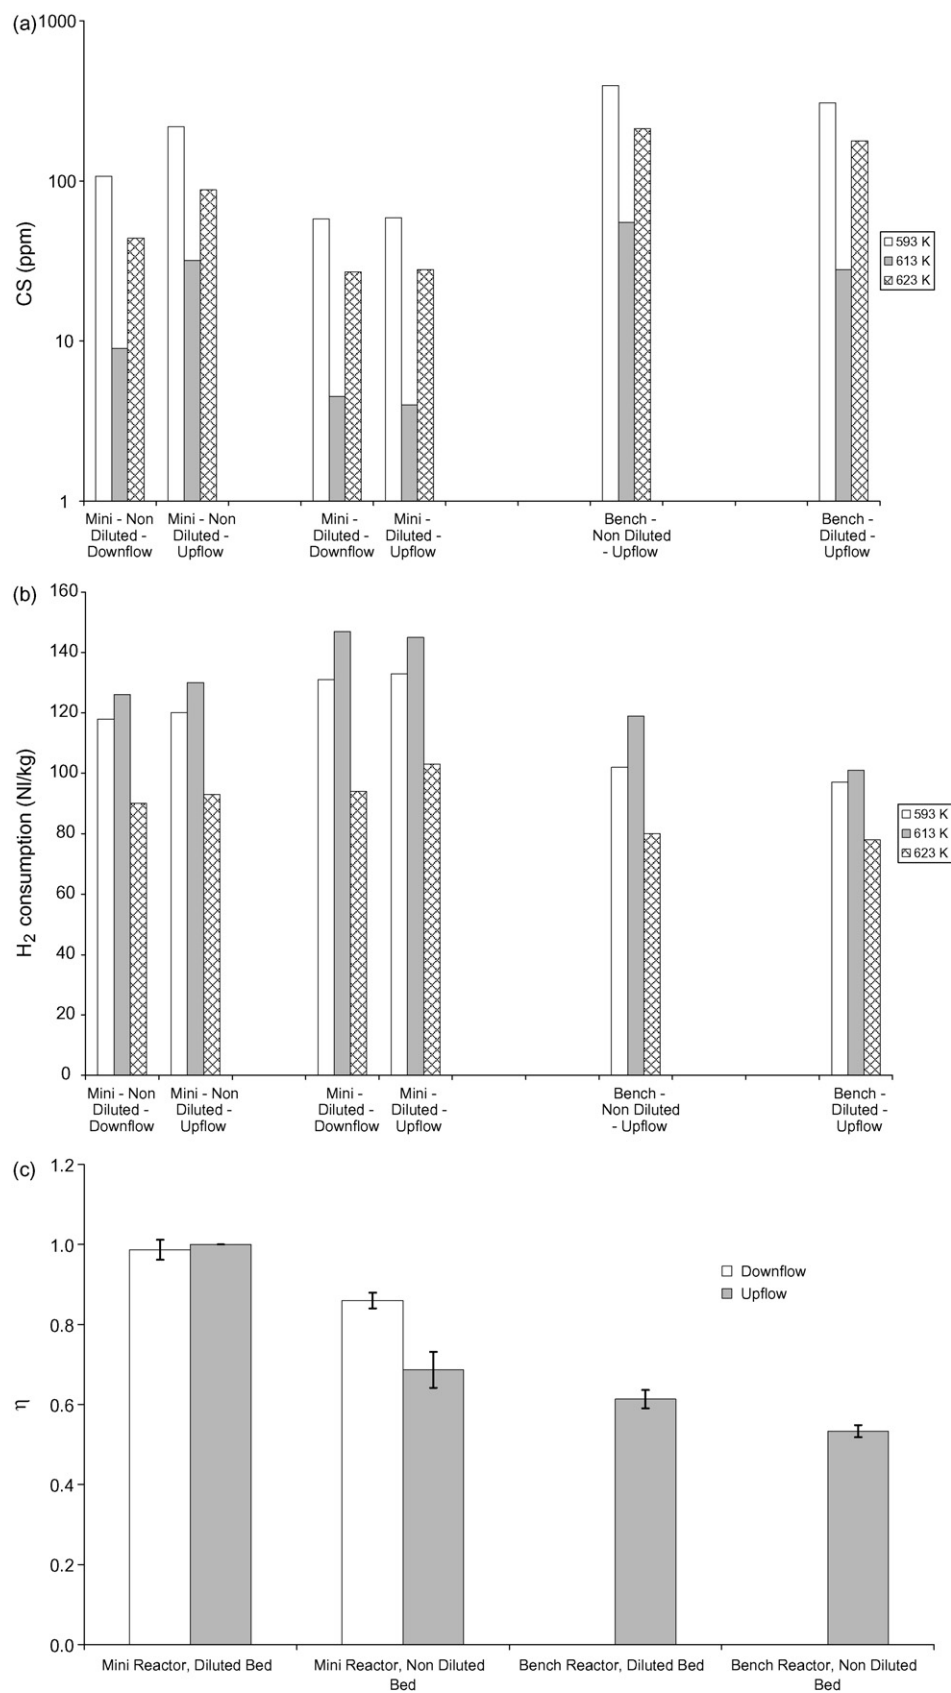 (a)
1000
100
10
1
CS (ppm)
593 K
613 K
623 K
Mini - Non
Diluted -
Downflow
Mini - Non
Diluted -
Upflow
Mini -
Diluted -
Downflow
Mini -
Diluted -
Upflow
Bench -
Non Diluted
- Upflow
Bench -
Diluted -
Upflow
(b)
160
140
120
100
80
60
40
20
0
H2 consumption (Nl/kg)
593 K
613 K
623 K
Mini - Non
Diluted -
Downflow
Mini - Non
Diluted -
Upflow
Mini -
Diluted -
Downflow
Mini -
Diluted -
Upflow
Bench -
Non Diluted
- Upflow
Bench -
Diluted -
Upflow
(c)
1.2
1.0
0.8
0.6
0.4
0.2
0.0
η
Downflow
Upflow
Mini Reactor, Diluted Bed
Mini Reactor, Non Diluted
Bed
Bench Reactor, Diluted Bed
Bench Reactor, Non Diluted
Bed